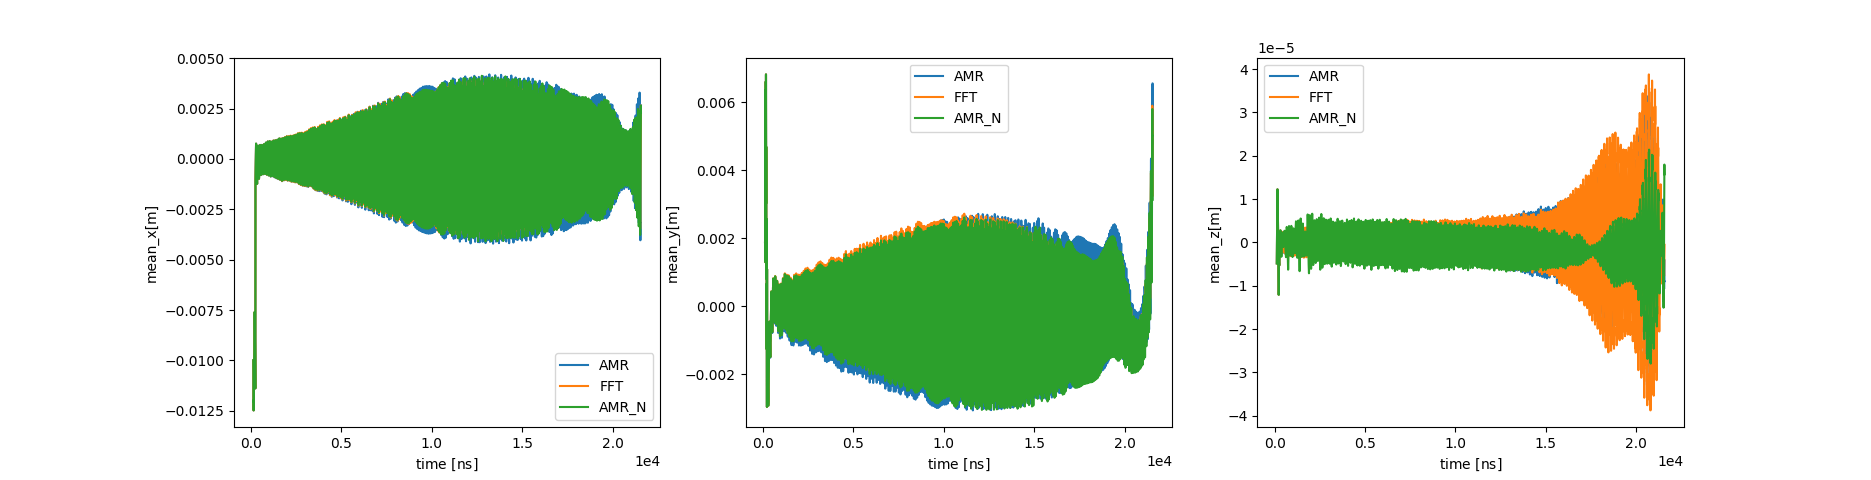 0.0050
0.0025
0.0000
−0.0025
−0.0050
−0.0075
−0.0100
−0.0125
mean_x[m]
0.0
0.5
1.0
1.5
2.0
1e4
time [ns]
AMR
FFT
AMR_N
0.006
0.004
0.002
0.000
−0.002
mean_y[m]
0.0
0.5
1.0
1.5
2.0
1e4
time [ns]
AMR
FFT
AMR_N
1e−5
4
3
2
1
0
−1
−2
−3
−4
mean_z[m]
0.0
0.5
1.0
1.5
2.0
1e4
time [ns]
AMR
FFT
AMR_N